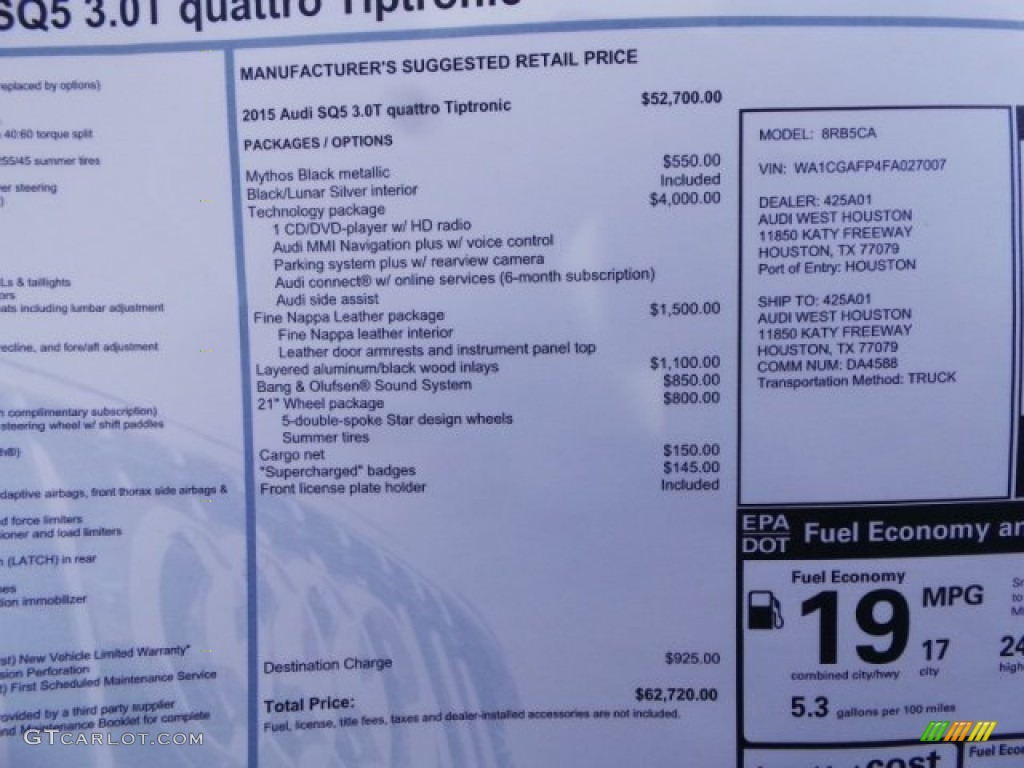 SQ5 3.0T quattro Tiptronic
replaced by options)
40:60 torque split
255/45 summer tires
steering
& taillights
including lumbar adjustment
recline, and fore/aft adjustment
complimentary subscription)
steering wheel w/ shift paddles
adaptive airbags, front thorax side airbags &
force limiters
and load limiters
(LATCH) in rear
immobilizer
New Vehicle Limited Warranty*
Perforation
First Scheduled Maintenance Service
provided by a third party supplier
Maintenance Booklet for complete
MANUFACTURER'S SUGGESTED RETAIL PRICE
2015 Audi SQ5 3.0T quattro Tiptronic $52,700.00
PACKAGES / OPTIONS
Mythos Black metallic $550.00
Black/Lunar Silver interior Included
Technology package $4,000.00
1 CD/DVD-player w/ HD radio
Audi MMI Navigation plus w/ voice control
Parking system plus w/ rearview camera
Audi connect® w/ online services (6-month subscription)
Audi side assist
Fine Nappa Leather package $1,500.00
Fine Nappa leather interior
Leather door armrests and instrument panel top
Layered aluminum/black wood inlays $1,100.00
Bang & Olufsen® Sound System $850.00
21" Wheel package $800.00
5-double-spoke Star design wheels
Summer tires
Cargo net $150.00
"Supercharged" badges $145.00
Front license plate holder Included
Destination Charge $925.00
Total Price: $62,720.00
Fuel, license, title fees, taxes and dealer-installed accessories are not included.
MODEL: 8RB5CA
VIN: WA1CGAFP4FA027007
DEALER: 425A01
AUDI WEST HOUSTON
11850 KATY FREEWAY
HOUSTON, TX 77079
Port of Entry: HOUSTON
SHIP TO: 425A01
AUDI WEST HOUSTON
11850 KATY FREEWAY
HOUSTON, TX 77079
COMM NUM: DA4588
Transportation Method: TRUCK
EPA
DOT
Fuel Economy
Fuel Economy
19 MPG
17 24
combined city/hwy city
5.3 gallons per 100 miles
cost
Fuel
GTCARLOT.COM